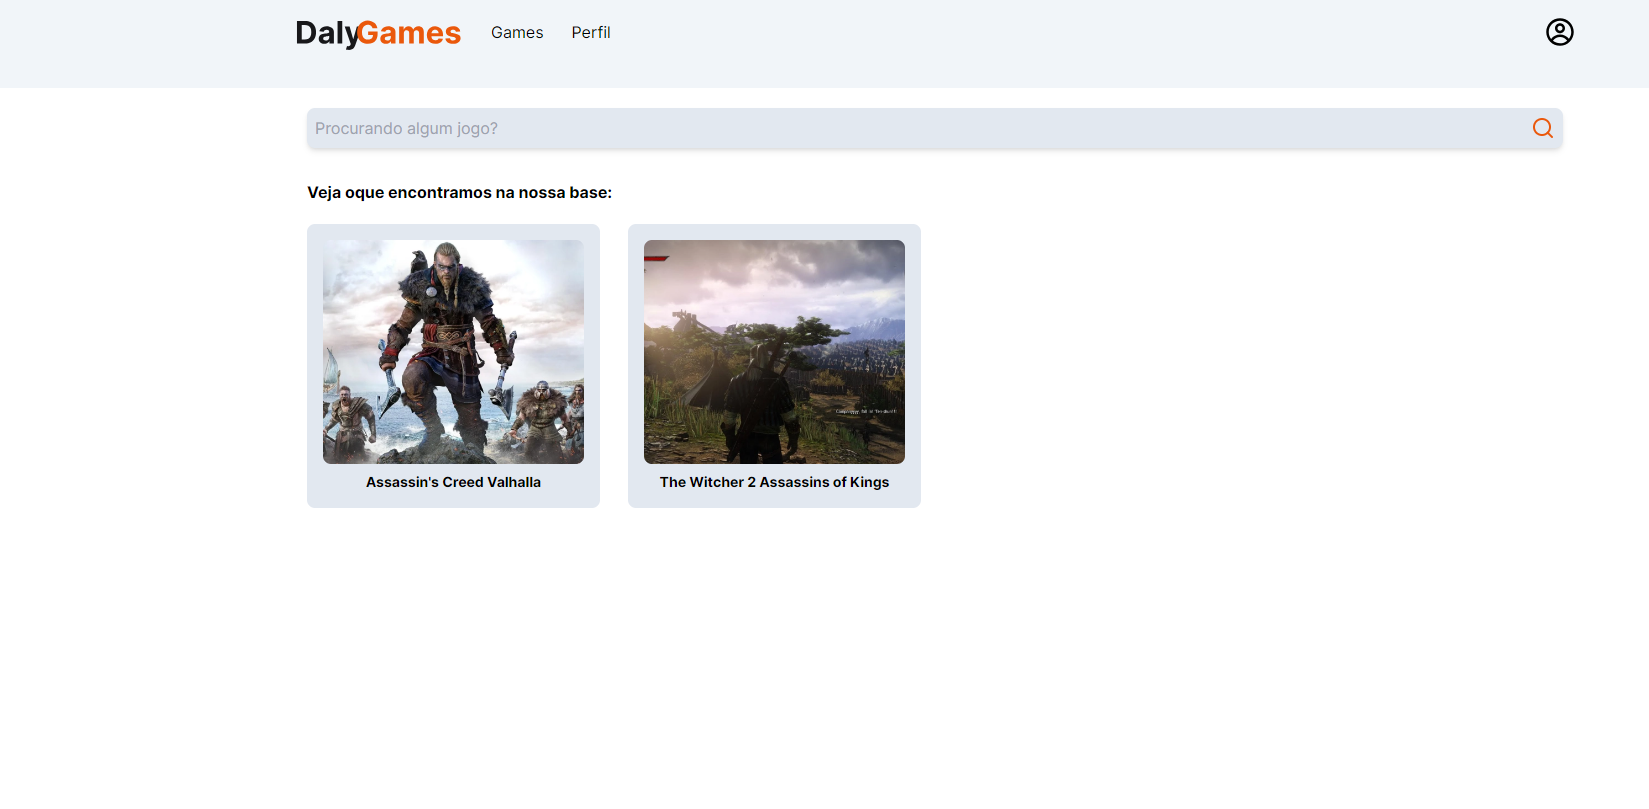 DalyGames Games Perfil
Procurando algum jogo?
Veja oque encontramos na nossa base:
Assassin's Creed Valhalla
The Witcher 2 Assassins of Kings